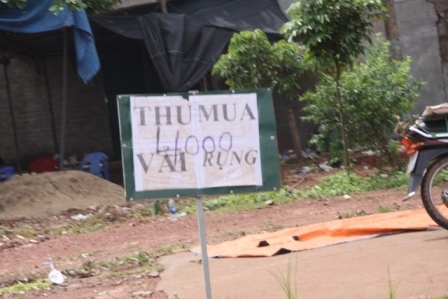 THU MUA
4000
VẢI RỤNG